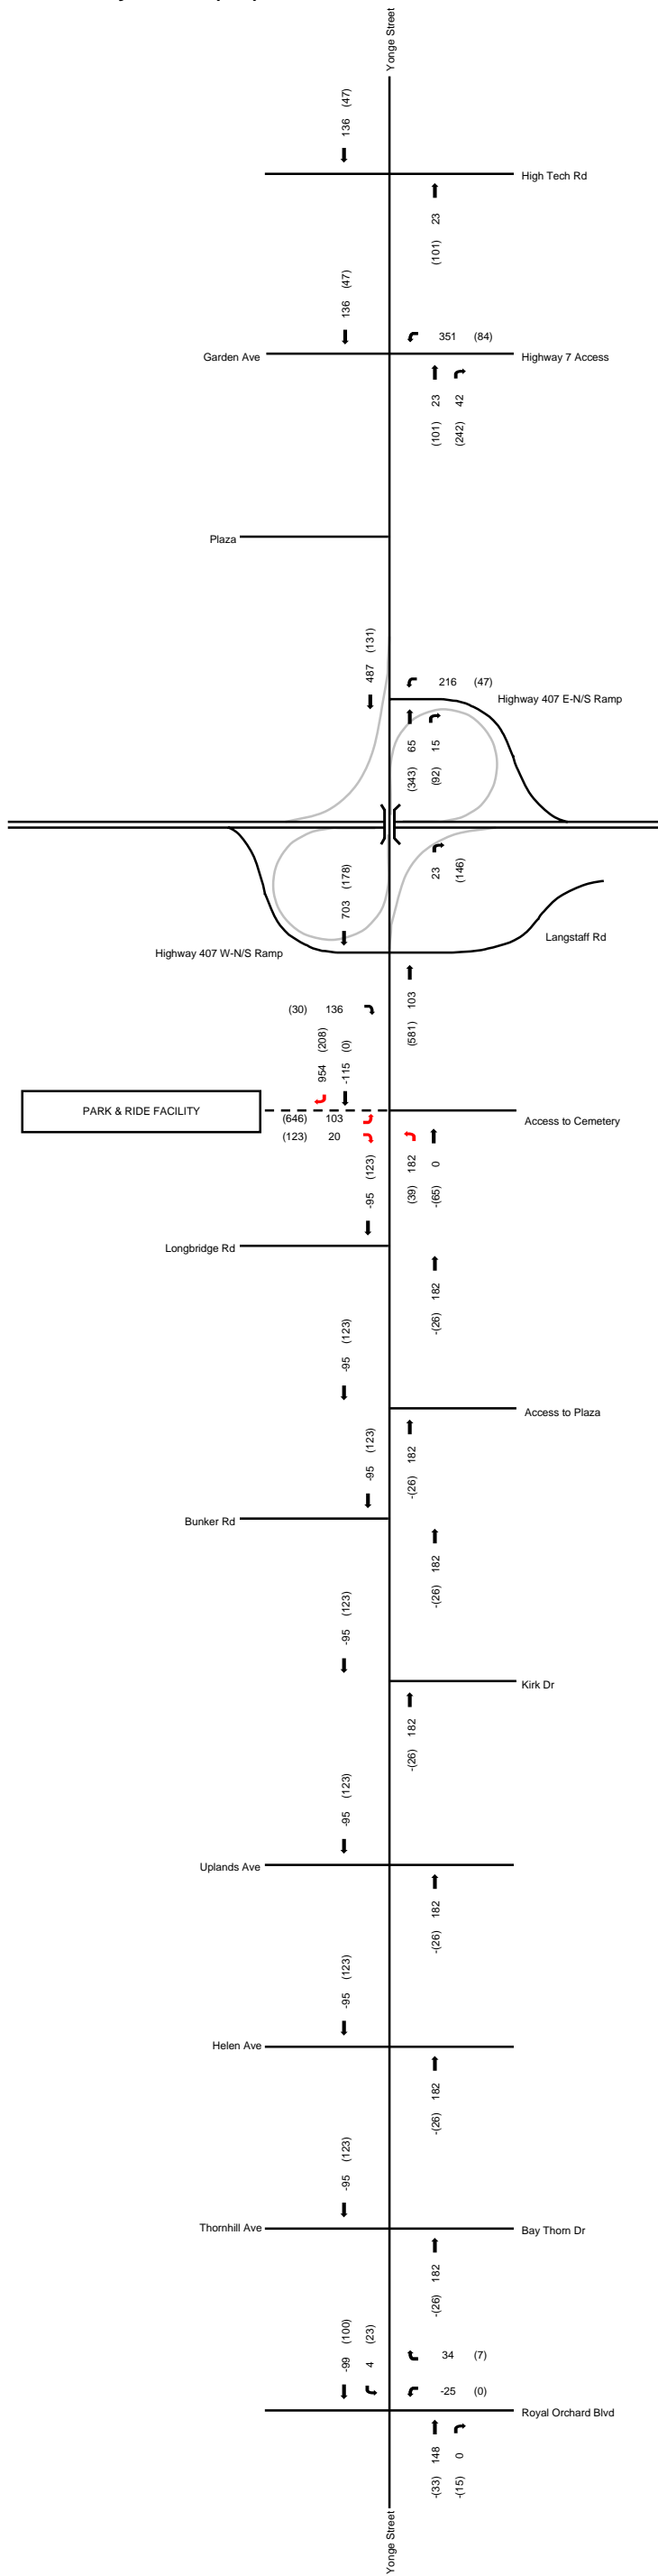 Yonge Street
136 (47)
High Tech Rd
(101) 23
136 (47)
351 (84)
Garden Ave
Highway 7 Access
(101) 23
(242) 42
Plaza
487 (131)
216 (47)
Highway 407 E-N/S Ramp
(343) 65
(92) 15
23
(146)
703 (178)
Langstaff Rd
Highway 407 W-N/S Ramp
(581) 103
(30) 136
954 (208)
-115 (0)
PARK & RIDE FACILITY
(646) 103
Access to Cemetery
(123) 20
-95 (123)
(39) 182
-(65) 0
Longbridge Rd
-(26) 182
-95 (123)
Access to Plaza
-95 (123)
-(26) 182
Bunker Rd
-(26) 182
-95 (123)
Kirk Dr
-(26) 182
-95 (123)
Uplands Ave
-(26) 182
-95 (123)
Helen Ave
-(26) 182
-95 (123)
Thornhill Ave
Bay Thorn Dr
-(26) 182
-99 (100)
4 (23)
34 (7)
-25 (0)
Royal Orchard Blvd
-(33) 148
-(15) 0
Yonge Street